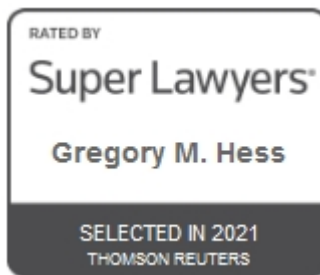 RATED BY
Super Lawyers®
Gregory M. Hess
SELECTED IN 2021
THOMSON REUTERS